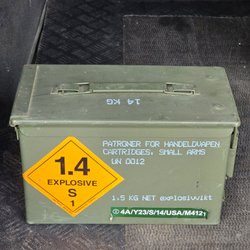 14 KG
PATRONER FOR HANDELDVAPEN
CARTRIDGES, SMALL ARMS
UN 0012
1.4
EXPLOSIVE
S
1
1.5 KG NET explosivvikt
4A/Y23/S/14/USA/M4121